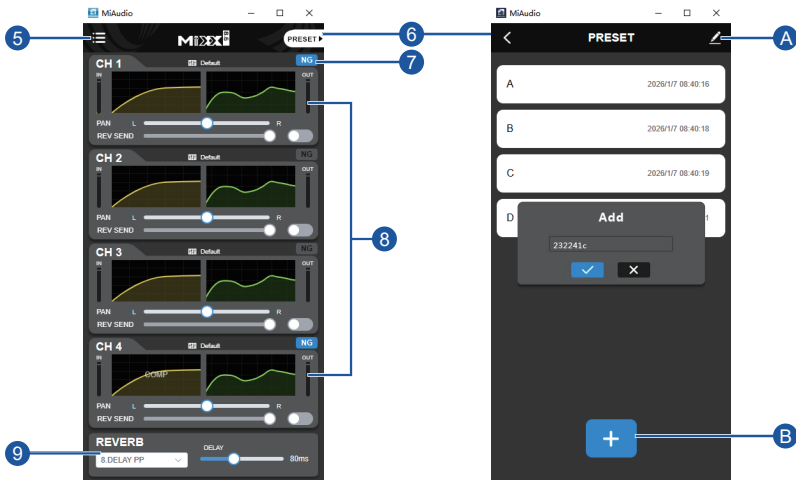 MiAudio
MiXXX
PRESET
CH 1
Default
NG
IN
OUT
PAN L R
REV SEND
CH 2
Default
NG
IN
OUT
PAN L R
REV SEND
CH 3
Default
NG
IN
OUT
PAN L R
REV SEND
CH 4
Default
NG
IN
OUT
COMP
PAN L R
REV SEND
REVERB
8.DELAY PP
DELAY
80ms
5
6
7
8
9
MiAudio
PRESET
A 2026/1/7 08:40:16
B 2026/1/7 08:40:18
C 2026/1/7 08:40:19
D 1
Add
232241c
A
B